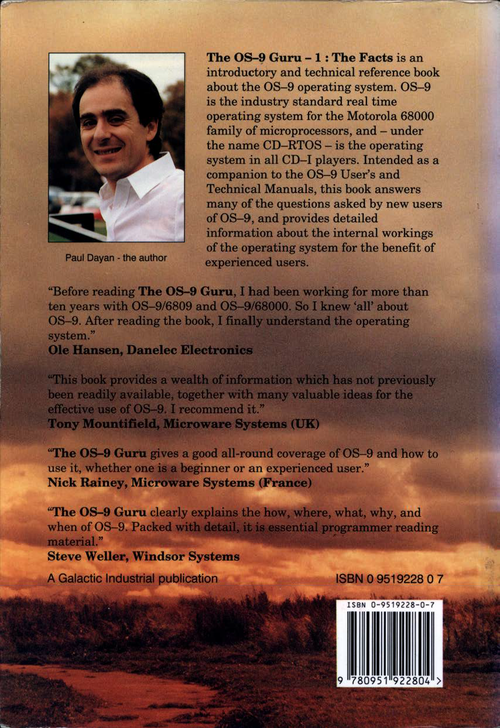 The OS–9 Guru – 1 : The Facts is an
introductory and technical reference book
about the OS–9 operating system. OS–9
is the industry standard real time
operating system for the Motorola 68000
family of microprocessors, and – under
the name CD–RTOS – is the operating
system in all CD–I players. Intended as a
companion to the OS–9 User's and
Technical Manuals, this book answers
many of the questions asked by new users
of OS–9, and provides detailed
information about the internal workings
of the operating system for the benefit of
experienced users.
Paul Dayan - the author
“Before reading The OS–9 Guru, I had been working for more than
ten years with OS–9/6809 and OS–9/68000. So I knew ‘all’ about
OS–9. After reading the book, I finally understand the operating
system.”
Ole Hansen, Danelec Electronics
“This book provides a wealth of information which has not previously
been readily available, together with many valuable ideas for the
effective use of OS–9. I recommend it.”
Tony Mountifield, Microware Systems (UK)
“The OS–9 Guru gives a good all-round coverage of OS–9 and how to
use it, whether one is a beginner or an experienced user.”
Nick Rainey, Microware Systems (France)
“The OS–9 Guru clearly explains the how, where, what, why, and
when of OS–9. Packed with detail, it is essential programmer reading
material.”
Steve Weller, Windsor Systems
A Galactic Industrial publication
ISBN 0 9519228 0 7
ISBN 0-9519228-0-7
9 780951 922804 >